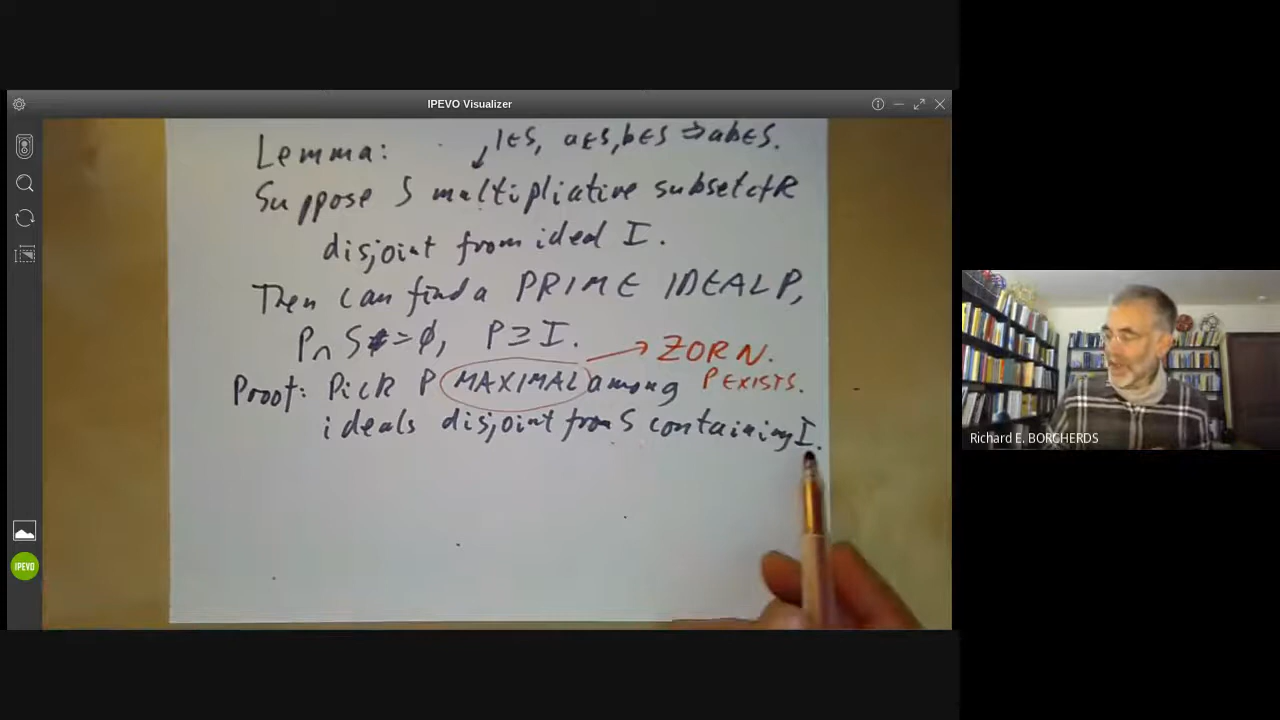 IPEVO Visualizer
1∈S, a∈S, b∈S ⇒ ab∈S.
Lemma:
Suppose S multiplicative subset of R
disjoint from ideal I.
Then can find a PRIME IDEAL P,
P∩S = ∅, P ⊇ I.
→ ZORN.
Proof: Pick P MAXIMAL among
P EXISTS.
ideals disjoint from S containing I.
IPEVO
Richard E. BORCHERDS